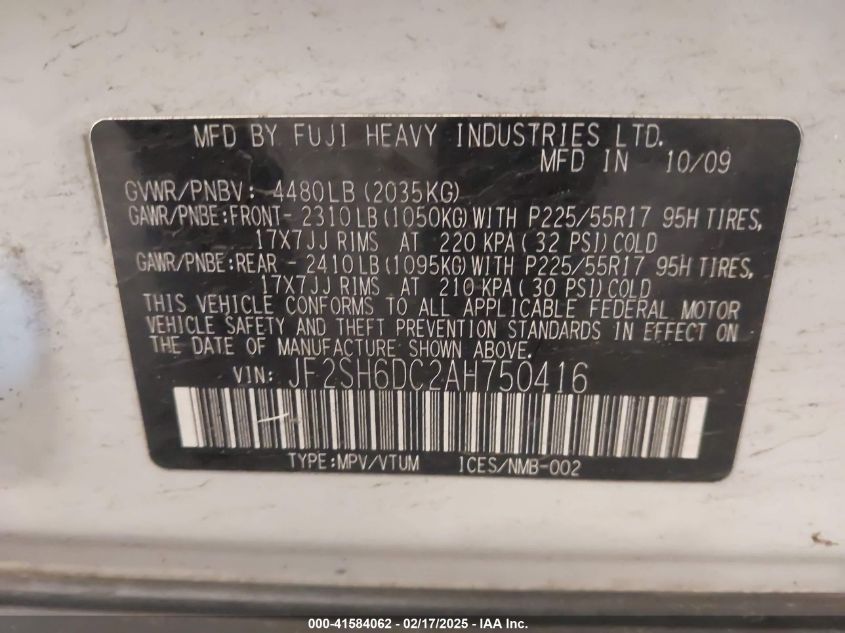 MFD BY FUJI HEAVY INDUSTRIES LTD.
MFD IN 10/09
GVWR/PNBV: 4480LB(2035KG)
GAWR/PNBE:FRONT- 2310LB(1050KG)WITH P225/55R17 95H TIRES,
17X7JJ RIMS AT 220KPA(32 PSI)COLD
GAWR/PNBE:REAR - 2410LB(1095KG)WITH P225/55R17 95H TIRES,
17X7JJ RIMS AT 210KPA(30 PSI)COLD
THIS VEHICLE CONFORMS TO ALL APPLICABLE FEDERAL MOTOR
VEHICLE SAFETY AND THEFT PREVENTION STANDARDS IN EFFECT ON
THE DATE OF MANUFACTURE SHOWN ABOVE.
VIN: JF2SH6DC2AH750416
TYPE:MPV/VTUM ICES/NMB-002
000-41584062 - 02/17/2025 - IAA Inc.